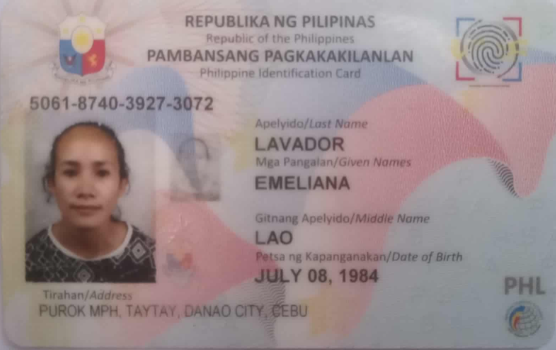 REPUBLIKA NG PILIPINAS
Republic of the Philippines
PAMBANSANG PAGKAKAKILANLAN
Philippine Identification Card
5061-8740-3927-3072
Apelyido/Last Name
LAVADOR
Mga Pangalan/Given Names
EMELIANA
Gitnang Apelyido/Middle Name
LAO
Petsa ng Kapanganakan/Date of Birth
JULY 08, 1984
PHL
Tirahan/Address
PUROK MPH, TAYTAY, DANAO CITY, CEBU